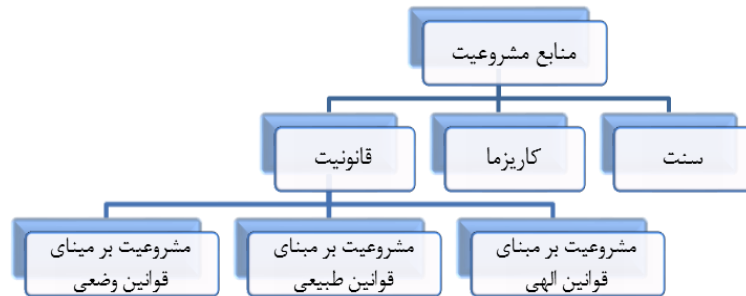 منابع مشروعیت
سنت
کاریزما
قانونیت
مشروعیت بر مبنای
قوانین الهی
مشروعیت بر مبنای
قوانین طبیعی
مشروعیت بر مینای
قوانین وضعی